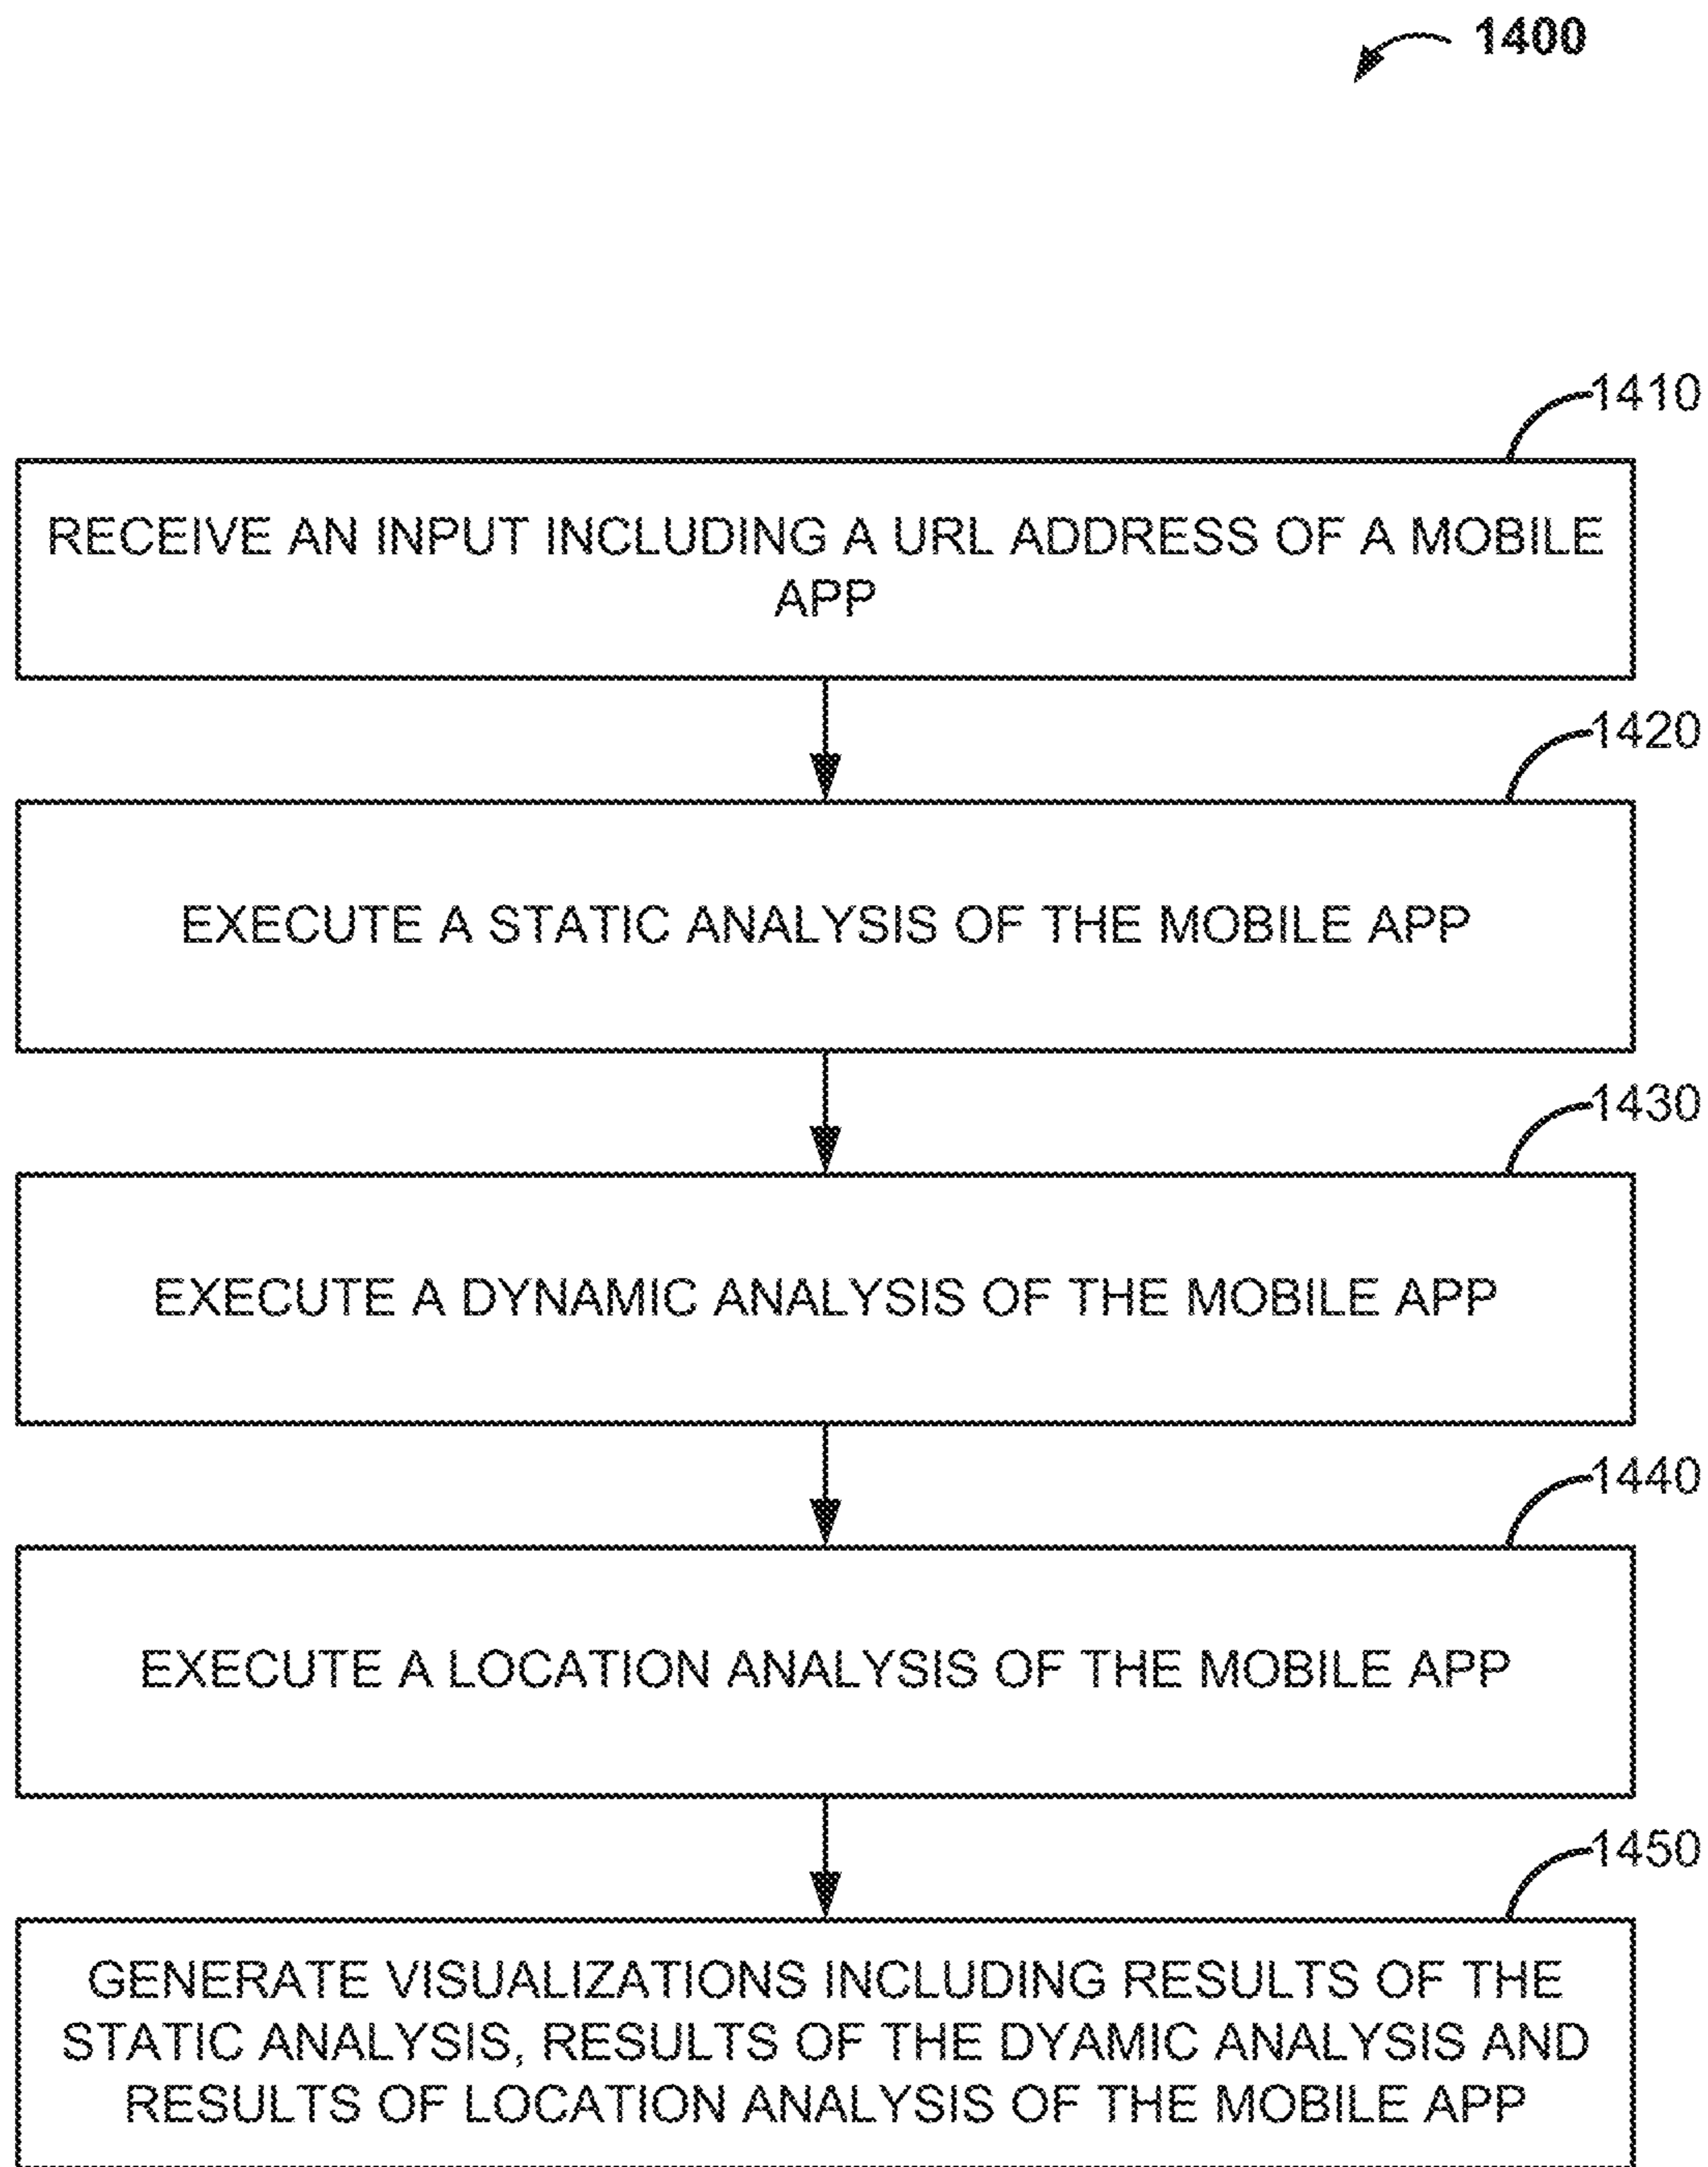 1400
1410
RECEIVE AN INPUT INCLUDING A URL ADDRESS OF A MOBILE
APP
1420
EXECUTE A STATIC ANALYSIS OF THE MOBILE APP
1430
EXECUTE A DYNAMIC ANALYSIS OF THE MOBILE APP
1440
EXECUTE A LOCATION ANALYSIS OF THE MOBILE APP
1450
GENERATE VISUALIZATIONS INCLUDING RESULTS OF THE
STATIC ANALYSIS, RESULTS OF THE DYAMIC ANALYSIS AND
RESULTS OF LOCATION ANALYSIS OF THE MOBILE APP